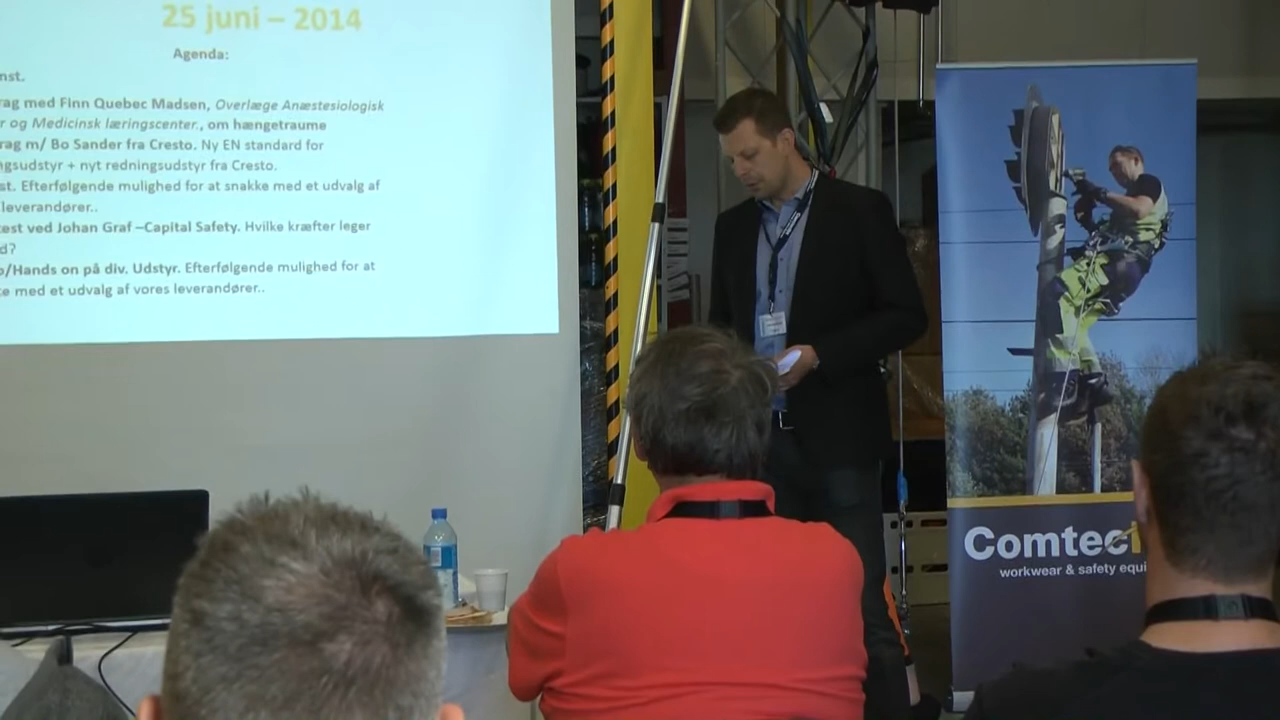 25 juni – 2014
Agenda:
nst.
rag med Finn Quebec Madsen, Overlæge Anæstesiologisk
r og Medicinsk læringscenter., om hængetraume
rag m/ Bo Sander fra Cresto. Ny EN standard for
ngsudstyr + nyt redningsudstyr fra Cresto.
st. Efterfølgende mulighed for at snakke med et udvalg af
leverandører..
test ved Johan Graf –Capital Safety. Hvilke kræfter leger
d?
o/Hands on på div. Udstyr. Efterfølgende mulighed for at
e med et udvalg af vores leverandører..
Comtec
workwear & safety equi